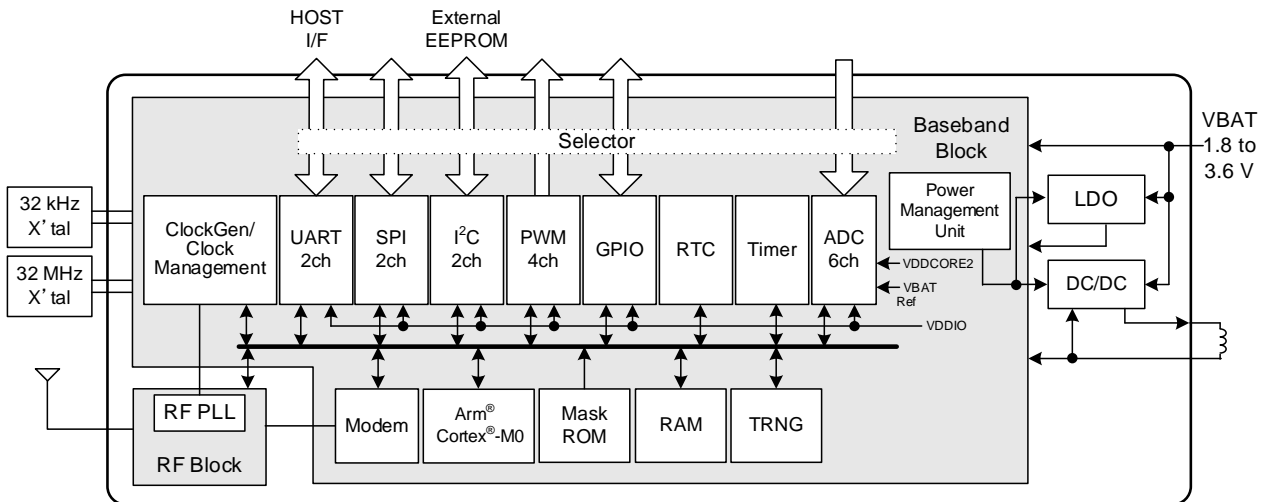 HOST
I/F
External
EEPROM
Selector
Baseband
Block
VBAT
1.8 to
3.6 V
32 kHz
X'tal
32 MHz
X'tal
ClockGen/
Clock
Management
UART
2ch
SPI
2ch
I²C
2ch
PWM
4ch
GPIO
RTC
Timer
ADC
6ch
Power
Management
Unit
LDO
DC/DC
VDDCORE2
VBAT
Ref
VDDIO
RF PLL
RF Block
Modem
Arm®
Cortex®-M0
Mask
ROM
RAM
TRNG